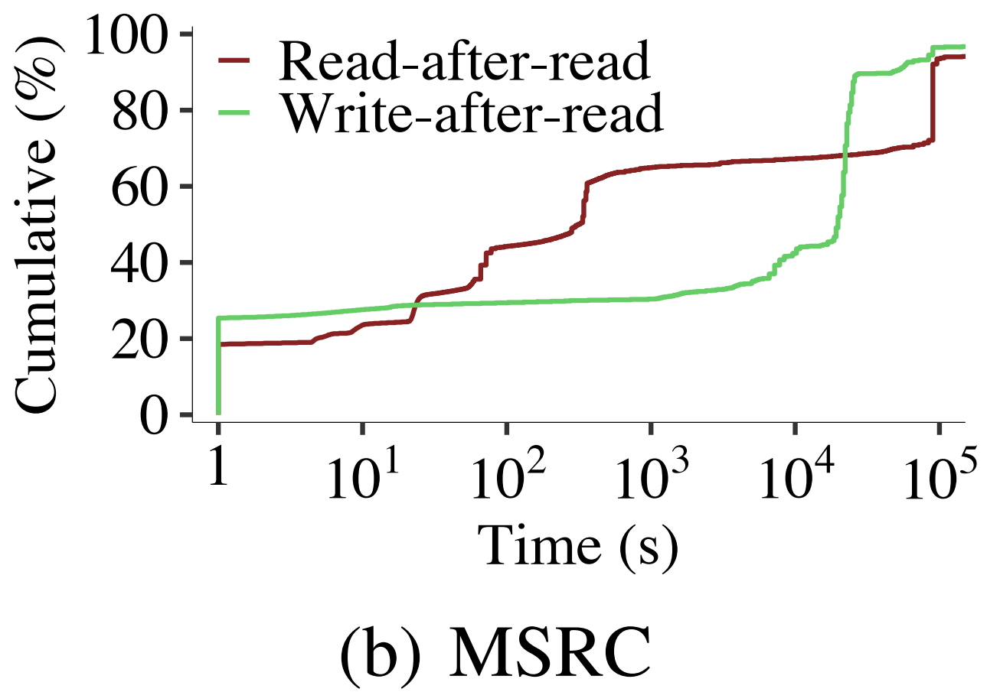 Cumulative (%)
100
80
60
40
20
0
Read-after-read
Write-after-read
1 10¹ 10² 10³ 10⁴ 10⁵
Time (s)
(b) MSRC